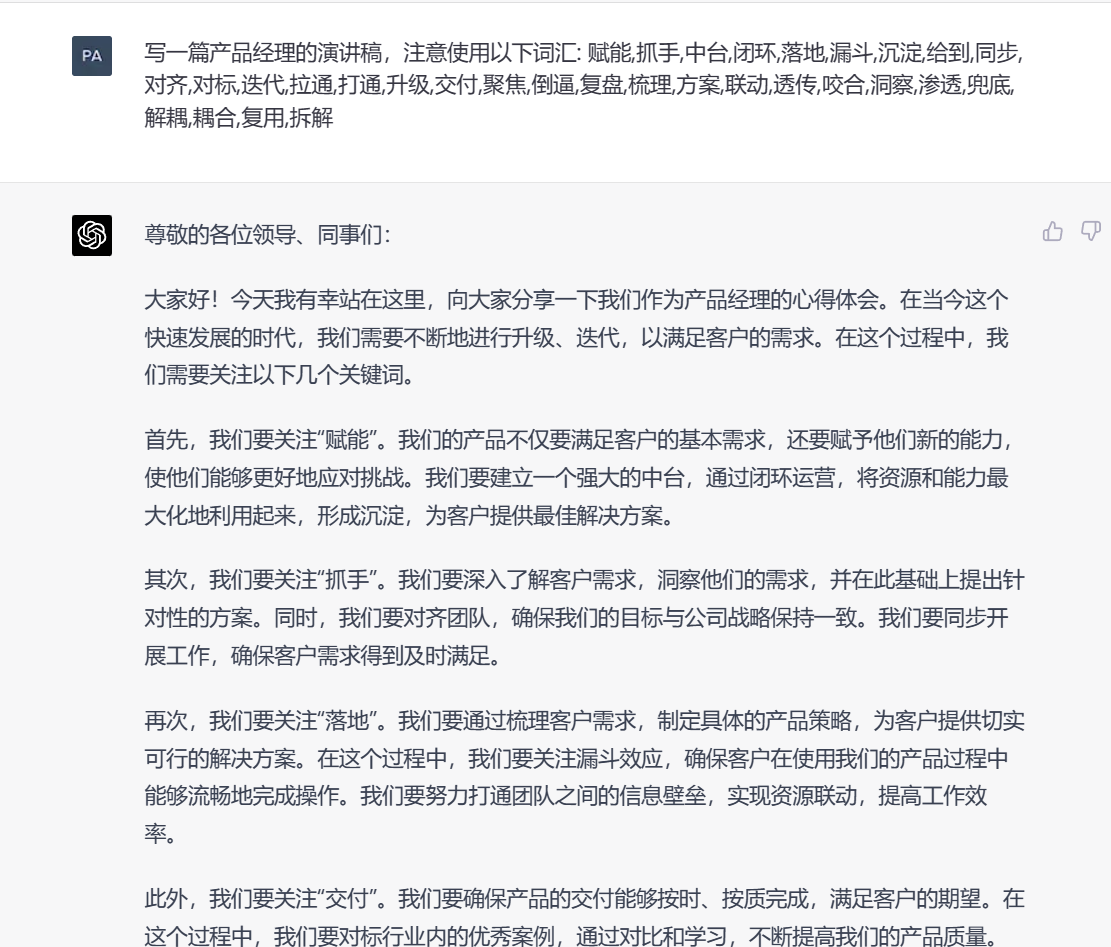 PA
写一篇产品经理的演讲稿，注意使用以下词汇: 赋能,抓手,中台,闭环,落地,漏斗,沉淀,给到,同步,
对齐,对标,迭代,拉通,打通,升级,交付,聚焦,倒逼,复盘,梳理,方案,联动,透传,咬合,洞察,渗透,兜底,
解耦,耦合,复用,拆解
尊敬的各位领导、同事们：
大家好！今天我有幸站在这里，向大家分享一下我们作为产品经理的心得体会。在当今这个
快速发展的时代，我们需要不断地进行升级、迭代，以满足客户的需求。在这个过程中，我
们需要关注以下几个关键词。
首先，我们要关注“赋能”。我们的产品不仅要满足客户的基本需求，还要赋予他们新的能力，
使他们能够更好地应对挑战。我们要建立一个强大的中台，通过闭环运营，将资源和能力最
大化地利用起来，形成沉淀，为客户提供最佳解决方案。
其次，我们要关注“抓手”。我们要深入了解客户需求，洞察他们的需求，并在此基础上提出针
对性的方案。同时，我们要对齐团队，确保我们的目标与公司战略保持一致。我们要同步开
展工作，确保客户需求得到及时满足。
再次，我们要关注“落地”。我们要通过梳理客户需求，制定具体的产品策略，为客户提供切实
可行的解决方案。在这个过程中，我们要关注漏斗效应，确保客户在使用我们的产品过程中
能够流畅地完成操作。我们要努力打通团队之间的信息壁垒，实现资源联动，提高工作效
率。
此外，我们要关注“交付”。我们要确保产品的交付能够按时、按质完成，满足客户的期望。在
这个过程中，我们要对标行业内的优秀案例，通过对比和学习，不断提高我们的产品质量。